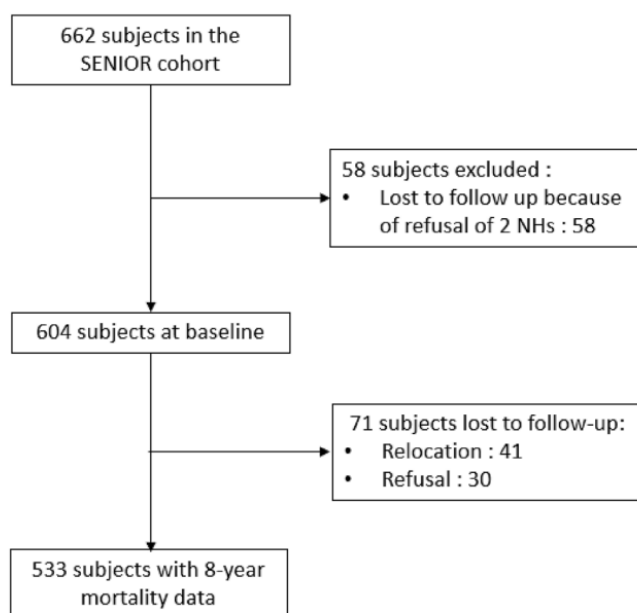 662 subjects in the
SENIOR cohort
58 subjects excluded :
• Lost to follow up because
of refusal of 2 NHs : 58
604 subjects at baseline
71 subjects lost to follow-up:
• Relocation : 41
• Refusal : 30
533 subjects with 8-year
mortality data